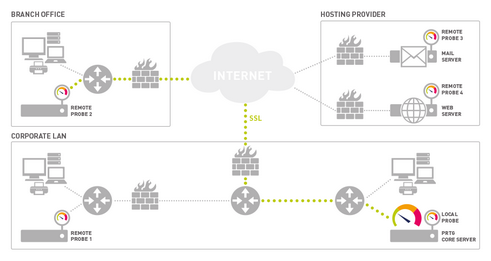 BRANCH OFFICE
REMOTE
PROBE 2
INTERNET
SSL
HOSTING PROVIDER
REMOTE
PROBE 3
MAIL
SERVER
REMOTE
PROBE 4
WEB
SERVER
CORPORATE LAN
REMOTE
PROBE 1
LOCAL
PROBE
PRTG
CORE SERVER